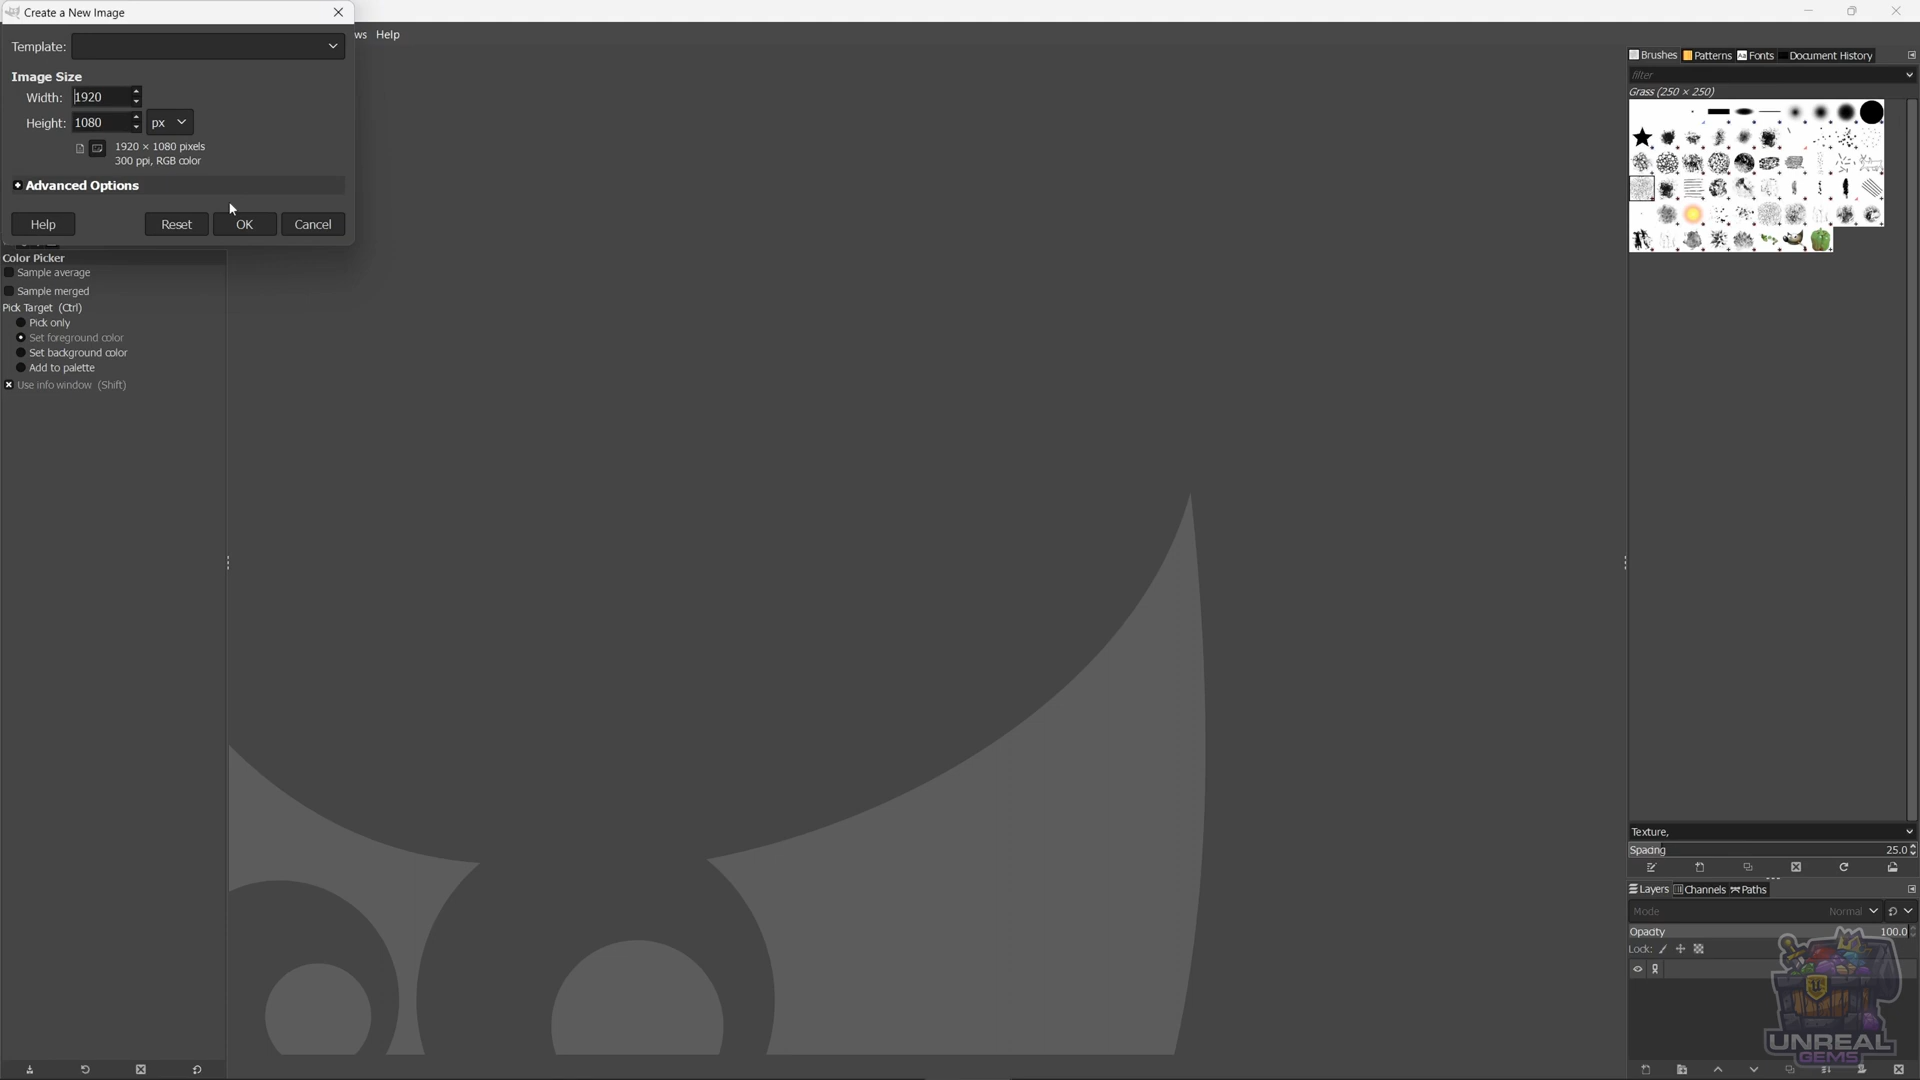 Create a New Image
ws Help
Template:
Image Size
Width: 1920
Height: 1080 px
1920 × 1080 pixels
300 ppi, RGB color
Advanced Options
Help Reset OK Cancel
Color Picker
Sample average
Sample merged
Pick Target (Ctrl)
Pick only
Set foreground color
Set background color
Add to palette
Use info window (Shift)
Brushes Patterns Aa Fonts Document History
filter
Grass (250 × 250)
Texture,
Spacing 25.0
Layers Channels Paths
Mode Normal
Opacity 100.0
Lock:
UNREAL
GEMS